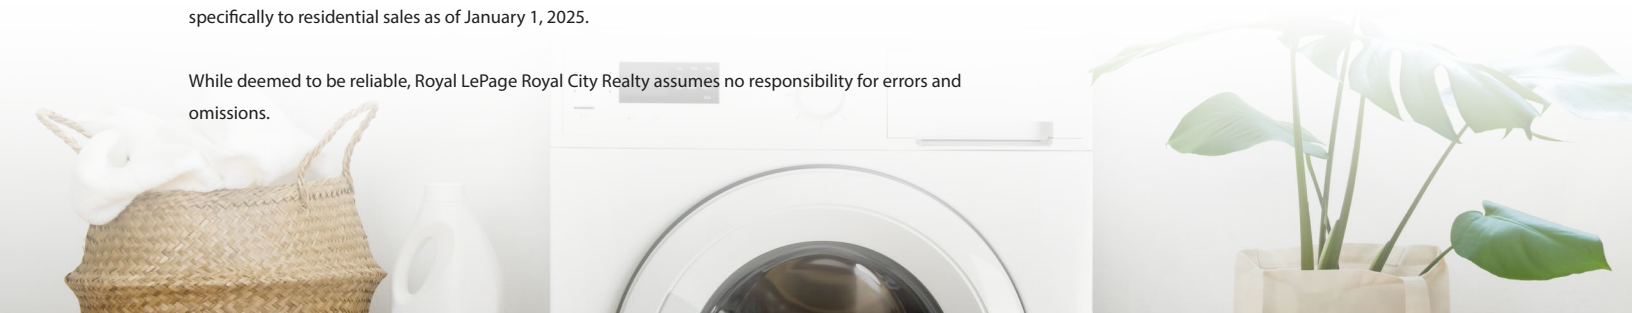 specifically to residential sales as of January 1, 2025.
While deemed to be reliable, Royal LePage Royal City Realty assumes no responsibility for errors and
omissions.